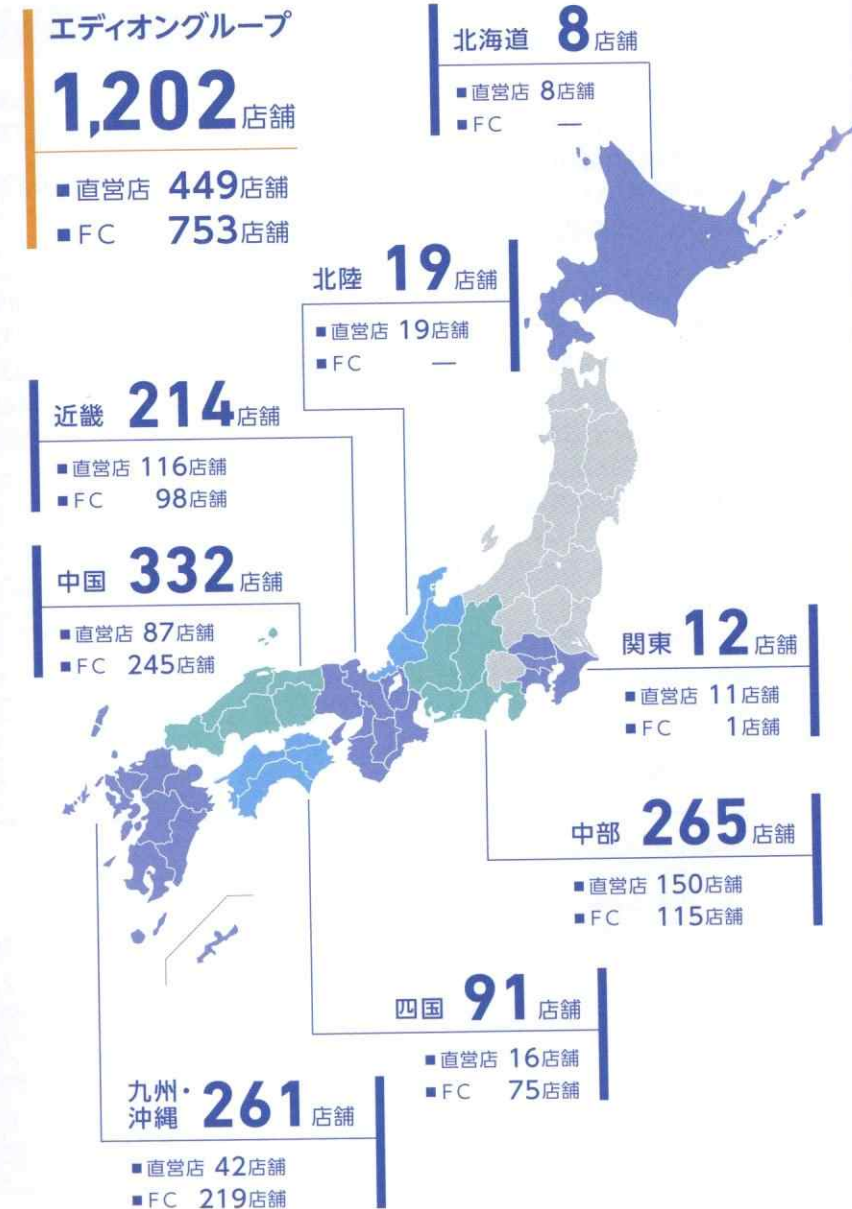 エディオングループ
1,202店舗
■直営店 449店舗
■FC 753店舗
北海道 8店舗
■直営店 8店舗
■FC —
北陸 19店舗
■直営店 19店舗
■FC —
近畿 214店舗
■直営店 116店舗
■FC 98店舗
中国 332店舗
■直営店 87店舗
■FC 245店舗
関東 12店舗
■直営店 11店舗
■FC 1店舗
中部 265店舗
■直営店 150店舗
■FC 115店舗
四国 91店舗
■直営店 16店舗
■FC 75店舗
九州・
沖縄 261店舗
■直営店 42店舗
■FC 219店舗